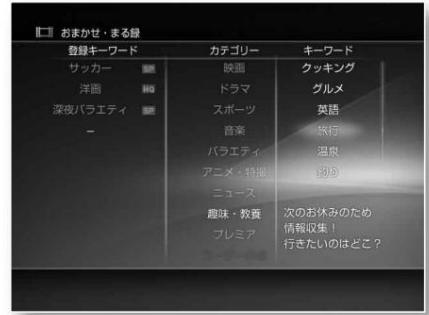 おまかせ・まる録
登録キーワード
サッカー SP
洋画 HQ
深夜バラエティ SP
–
カテゴリー
映画
ドラマ
スポーツ
音楽
バラエティ
アニメ・特撮
ニュース
趣味・教養
プレミア
キーワード
クッキング
グルメ
英語
旅行
温泉
釣り
次のお休みのため
情報収集！
行きたいのはどこ？